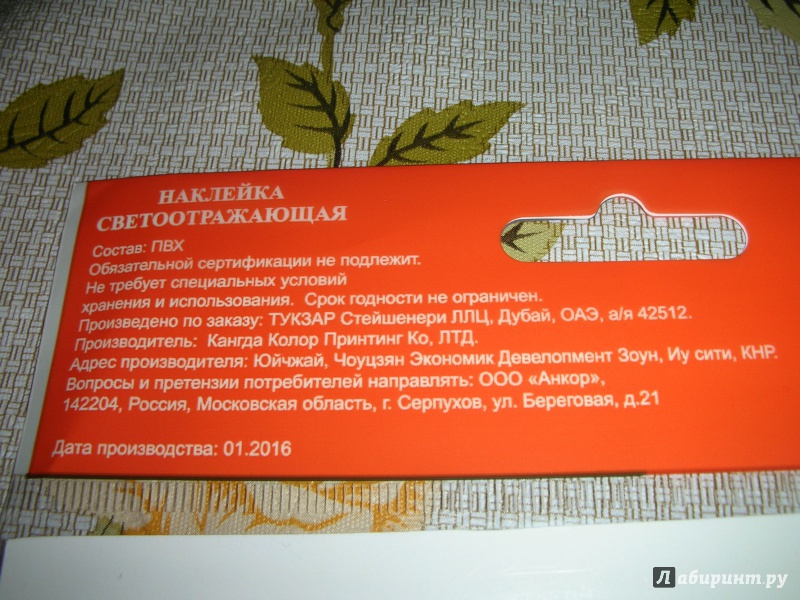 НАКЛЕЙКА
СВЕТООТРАЖАЮЩАЯ
Состав: ПВХ
Обязательной сертификации не подлежит.
Не требует специальных условий
хранения и использования. Срок годности не ограничен.
Произведено по заказу: ТУКЗАР Стейшенери ЛЛЦ, Дубай, ОАЭ, а/я 42512.
Производитель: Кангда Колор Принтинг Ко, ЛТД.
Адрес производителя: Юйчжай, Чоуцзян Экономик Девелопмент Зоун, Иу сити, КНР.
Вопросы и претензии потребителей направлять: ООО «Анкор»,
142204, Россия, Московская область, г. Серпухов, ул. Береговая, д.21
Дата производства: 01.2016
Лабиринт.ру